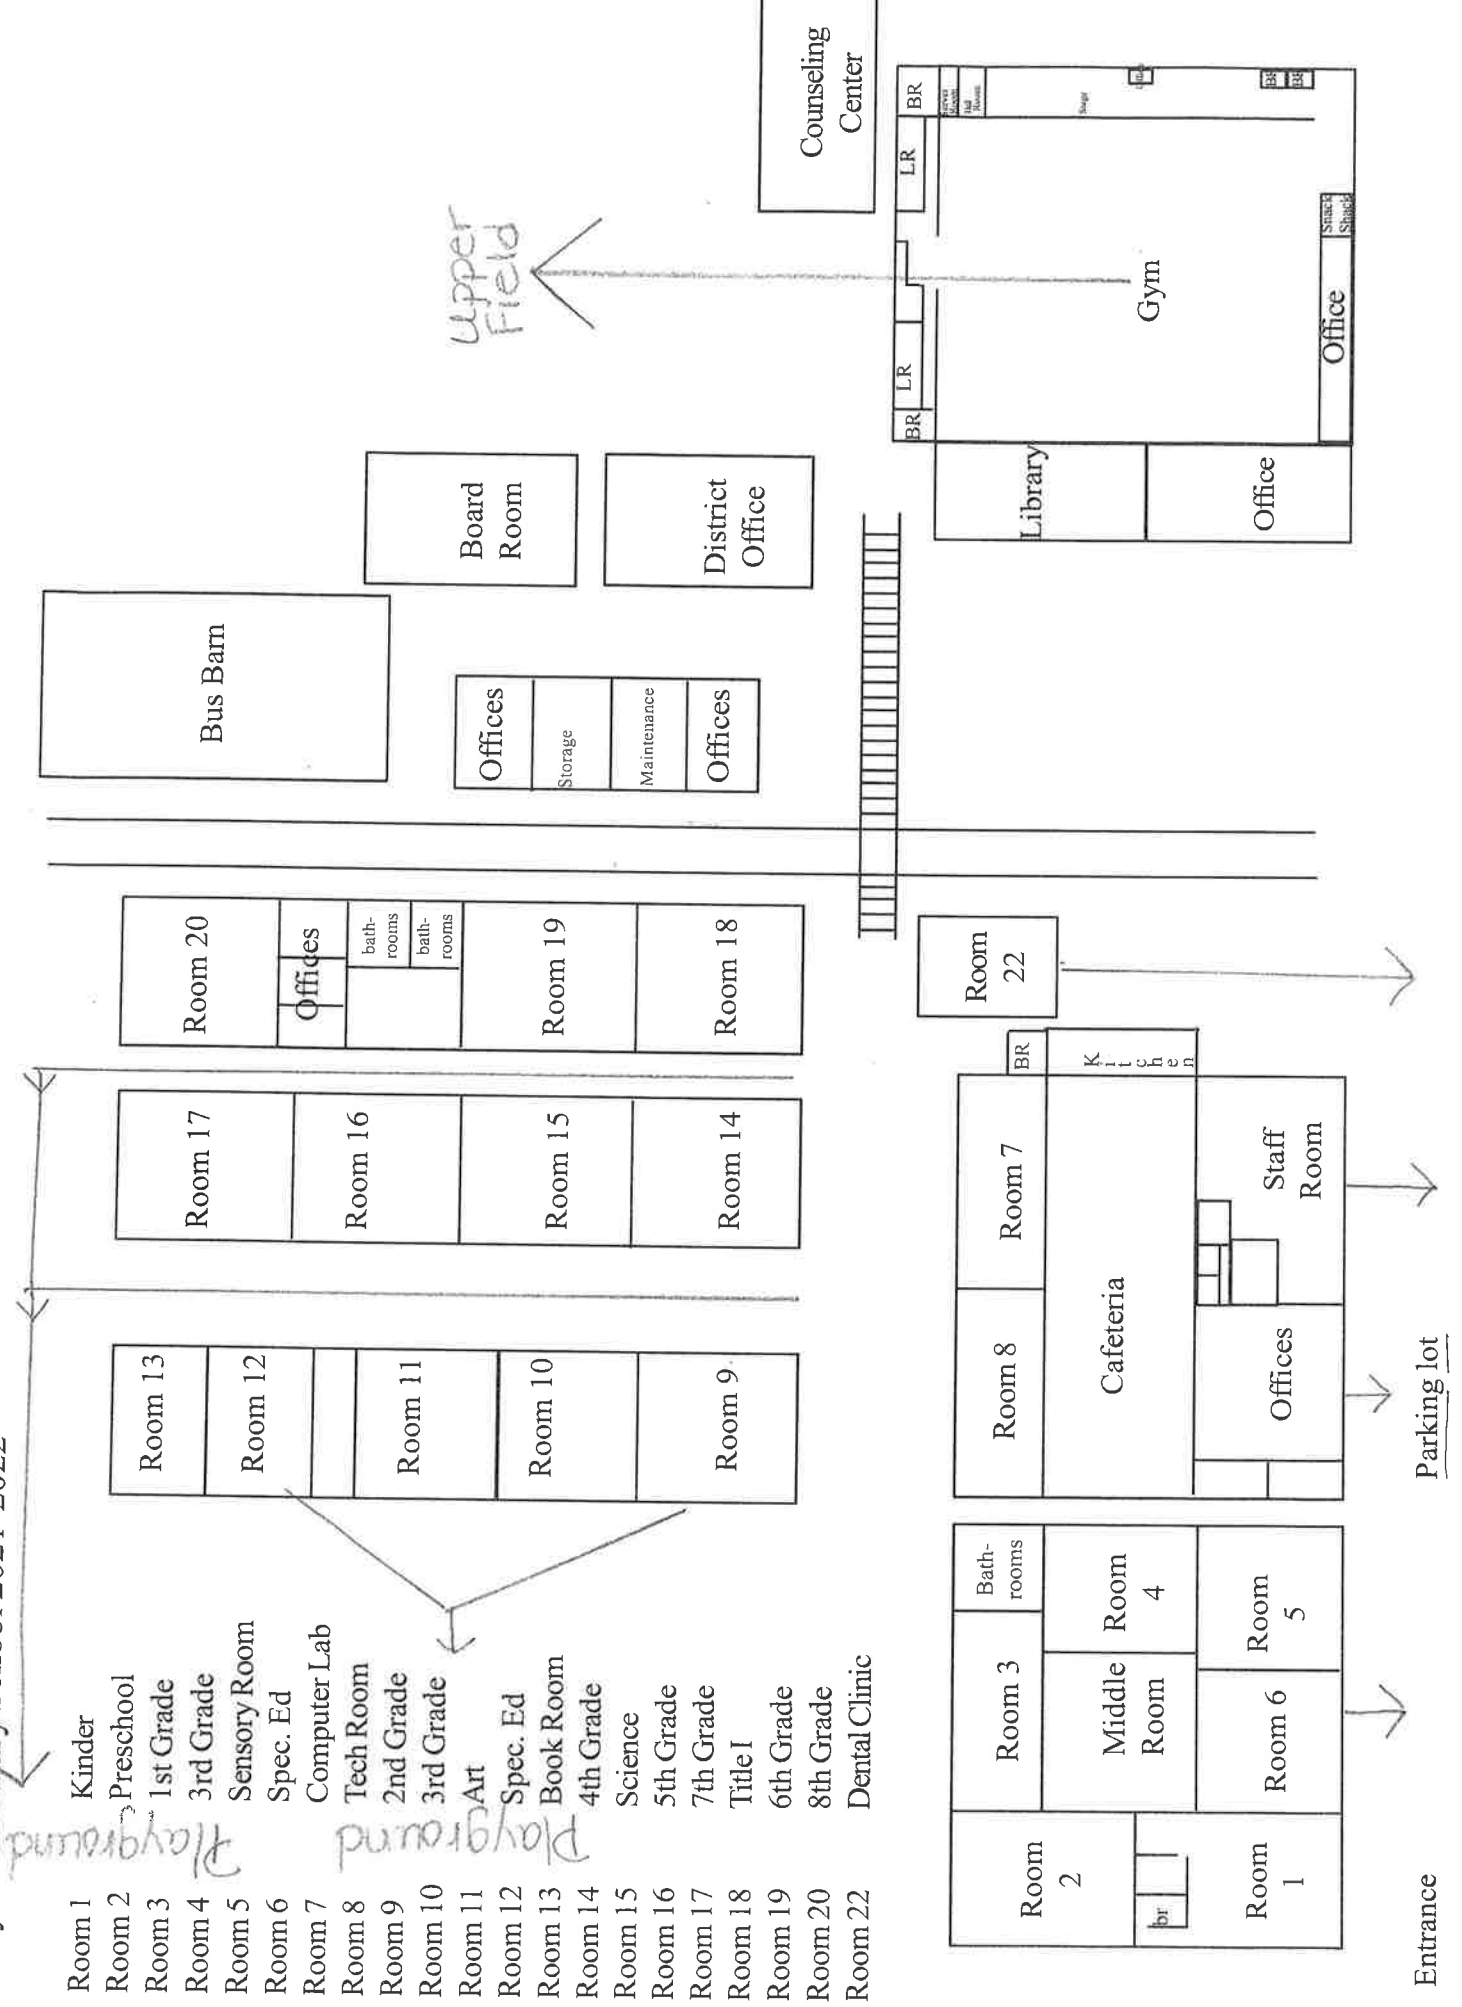 2021-2022
Room 1 Kinder
Room 2 Preschool
Room 3 1st Grade
Room 4 3rd Grade
Room 5 Sensory Room
Room 6 Spec. Ed
Room 7 Computer Lab
Room 8 Tech Room
Room 9 2nd Grade
Room 10 3rd Grade
Room 11 Art
Room 12 Spec. Ed
Room 13 Book Room
Room 14 4th Grade
Room 15 Science
Room 16 5th Grade
Room 17 7th Grade
Room 18 Title I
Room 19 6th Grade
Room 20 8th Grade
Room 22 Dental Clinic
Playground
Playground
Room 13
Room 12
Room 11
Room 10
Room 9
Room 17
Room 16
Room 15
Room 14
Room 20
Offices
bath-
rooms
bath-
rooms
Room 19
Room 18
Bus Barn
Offices
Storage
Maintenance
Offices
Board
Room
District
Office
Upper
Field
Counseling
Center
Room
2
br
Room
1
Room 3
Bath-
rooms
Middle
Room
Room
4
Room 6
Room
5
Room 8
Room 7
BR
Cafeteria
Kitchen
Offices
Staff
Room
Room
22
Library
Office
BR
LR
LR
BR
Gym
Stage
BR
BR
Office
Snack
Shack
Entrance
Parking lot